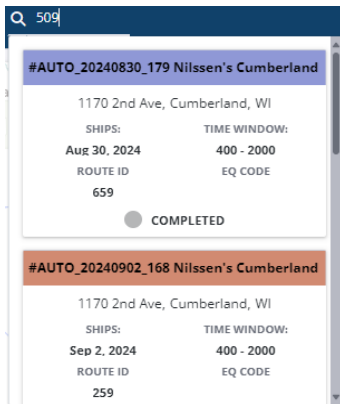 509
#AUTO_20240830_179 Nilssen's Cumberland
1170 2nd Ave, Cumberland, WI
SHIPS: TIME WINDOW:
Aug 30, 2024 400 - 2000
ROUTE ID EQ CODE
659
COMPLETED
#AUTO_20240902_168 Nilssen's Cumberland
1170 2nd Ave, Cumberland, WI
SHIPS: TIME WINDOW:
Sep 2, 2024 400 - 2000
ROUTE ID EQ CODE
259